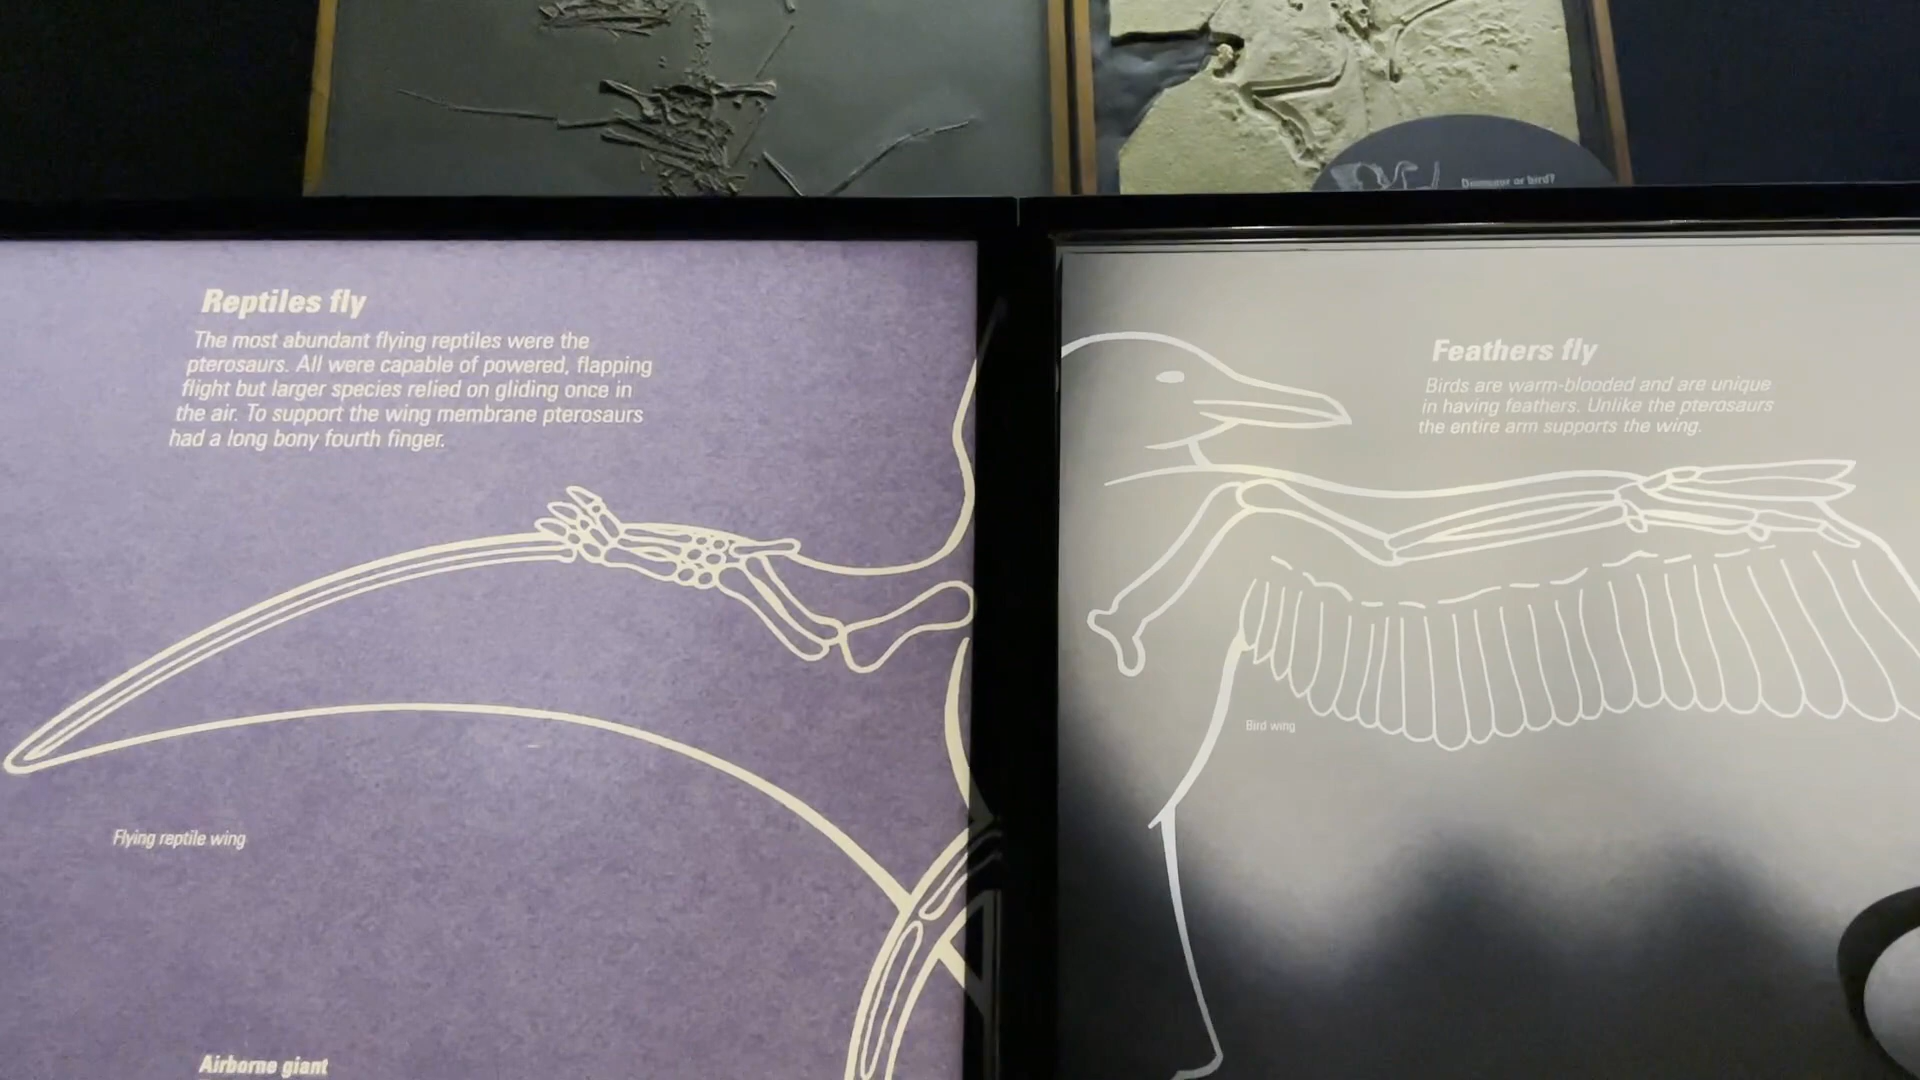 Dinosaur or bird?
Reptiles fly
The most abundant flying reptiles were the
pterosaurs. All were capable of powered, flapping
flight but larger species relied on gliding once in
the air. To support the wing membrane pterosaurs
had a long bony fourth finger.
Flying reptile wing
Airborne giant
Feathers fly
Birds are warm-blooded and are unique
in having feathers. Unlike the pterosaurs
the entire arm supports the wing.
Bird wing